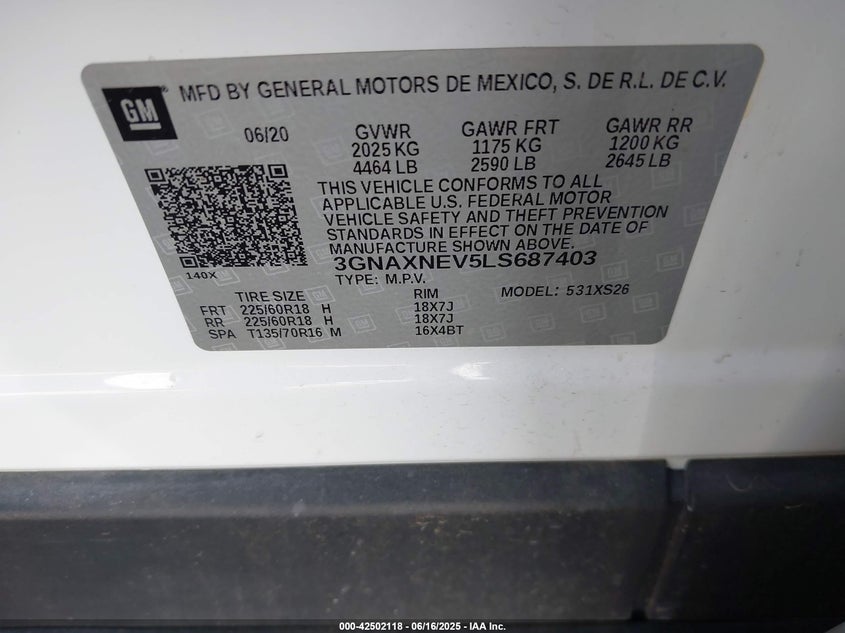 GM
MFD BY GENERAL MOTORS DE MEXICO, S. DE R.L. DE C.V.
06/20 GVWR GAWR FRT GAWR RR
2025 KG 1175 KG 1200 KG
4464 LB 2590 LB 2645 LB
THIS VEHICLE CONFORMS TO ALL
APPLICABLE U.S. FEDERAL MOTOR
VEHICLE SAFETY AND THEFT PREVENTION
STANDARDS IN EFFECT ON THE DATE OF
MANUFACTURE SHOWN ABOVE.
140X
3GNAXNEV5LS687403
TYPE: M.P.V. MODEL: 531XS26
TIRE SIZE RIM
FRT 225/60R18 H 18X7J
RR 225/60R18 H 18X7J
SPA T135/70R16 M 16X4BT
000-42502118 - 06/16/2025 - IAA Inc.